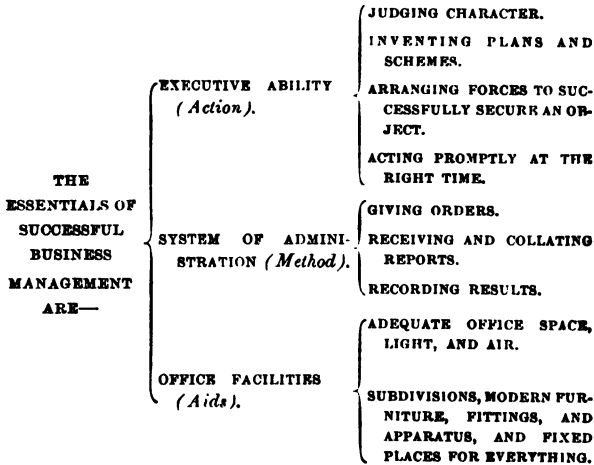 THE
ESSENTIALS OF
SUCCESSFUL
BUSINESS
MANAGEMENT
ARE—
EXECUTIVE ABILITY
(Action).
JUDGING CHARACTER.
INVENTING PLANS AND
SCHEMES.
ARRANGING FORCES TO SUC-
CESSFULLY SECURE AN OB-
JECT.
ACTING PROMPTLY AT THE
RIGHT TIME.
SYSTEM OF ADMINI-
STRATION (Method).
GIVING ORDERS.
RECEIVING AND COLLATING
REPORTS.
RECORDING RESULTS.
OFFICE FACILITIES
(Aids).
ADEQUATE OFFICE SPACE,
LIGHT, AND AIR.
SUBDIVISIONS, MODERN FUR-
NITURE, FITTINGS, AND
APPARATUS, AND FIXED
PLACES FOR EVERYTHING.